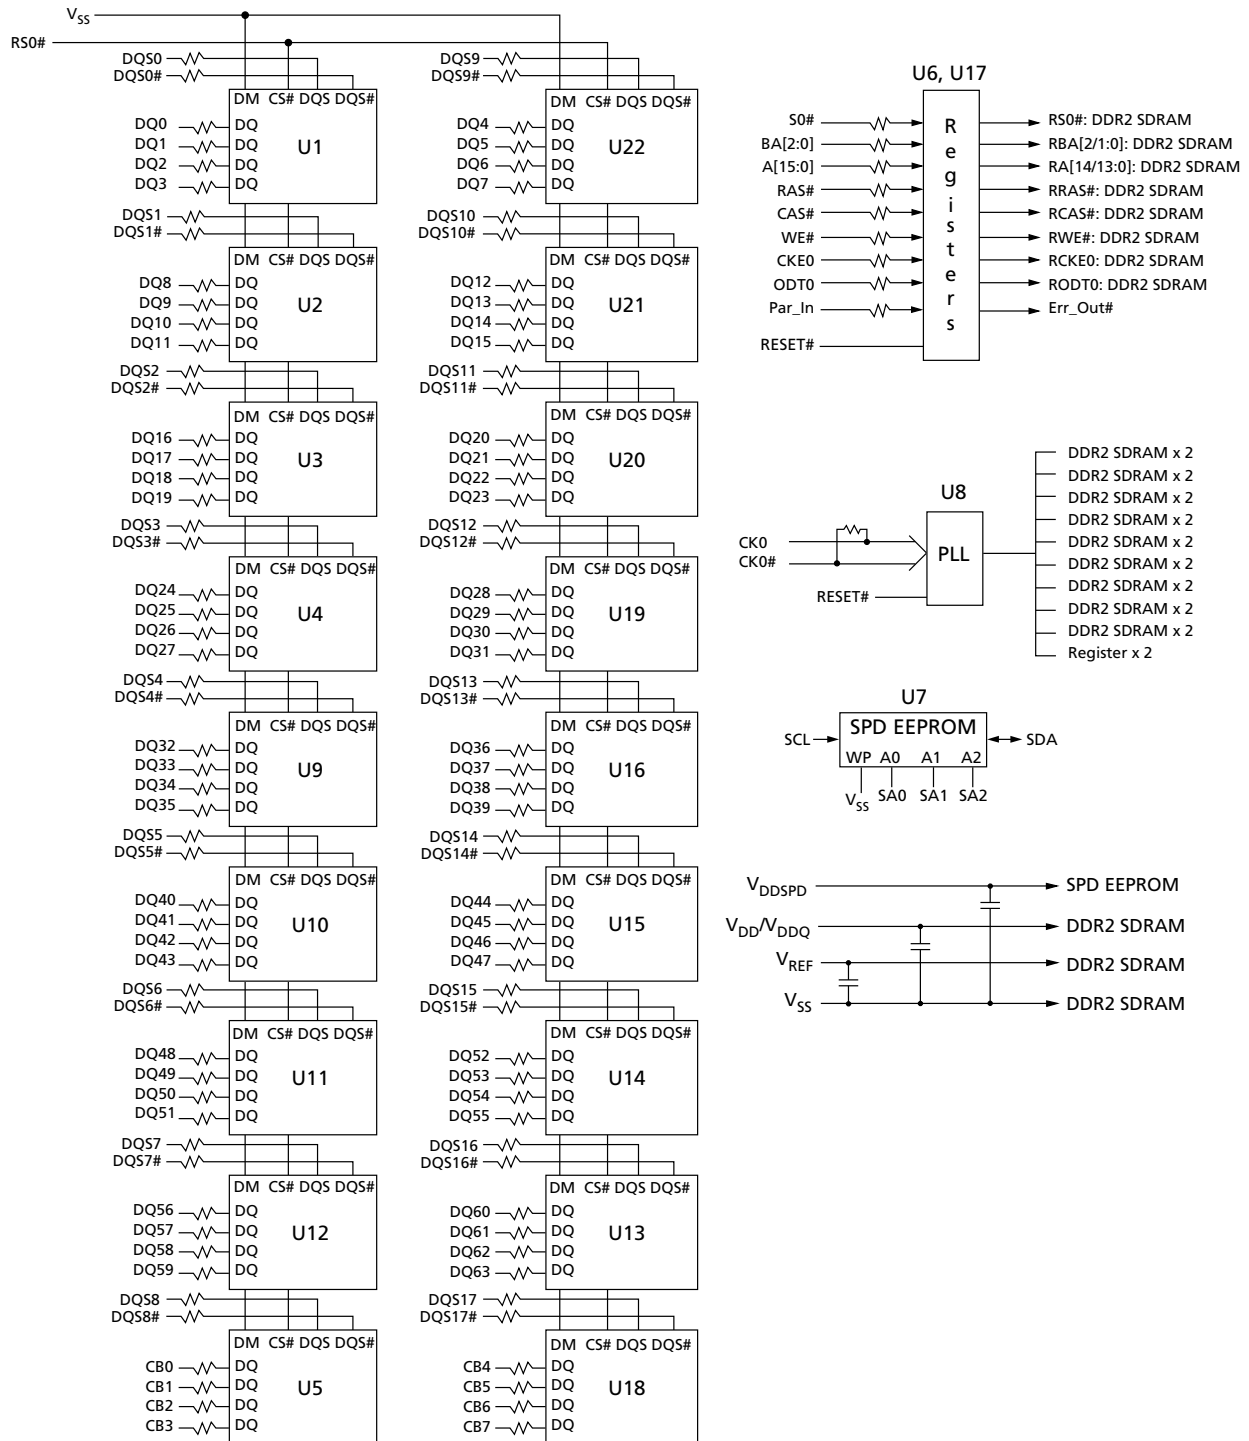 V_SS
RS0#
DQS0
DQS0#
DM CS# DQS DQS#
DQ0 DQ
DQ1 DQ
DQ2 DQ
DQ3 DQ
U1
DQS1
DQS1#
DM CS# DQS DQS#
DQ8 DQ
DQ9 DQ
DQ10 DQ
DQ11 DQ
U2
DQS2
DQS2#
DM CS# DQS DQS#
DQ16 DQ
DQ17 DQ
DQ18 DQ
DQ19 DQ
U3
DQS3
DQS3#
DM CS# DQS DQS#
DQ24 DQ
DQ25 DQ
DQ26 DQ
DQ27 DQ
U4
DQS4
DQS4#
DM CS# DQS DQS#
DQ32 DQ
DQ33 DQ
DQ34 DQ
DQ35 DQ
U9
DQS5
DQS5#
DM CS# DQS DQS#
DQ40 DQ
DQ41 DQ
DQ42 DQ
DQ43 DQ
U10
DQS6
DQS6#
DM CS# DQS DQS#
DQ48 DQ
DQ49 DQ
DQ50 DQ
DQ51 DQ
U11
DQS7
DQS7#
DM CS# DQS DQS#
DQ56 DQ
DQ57 DQ
DQ58 DQ
DQ59 DQ
U12
DQS8
DQS8#
DM CS# DQS DQS#
CB0 DQ
CB1 DQ
CB2 DQ
CB3 DQ
U5
DQS9
DQS9#
DM CS# DQS DQS#
DQ4 DQ
DQ5 DQ
DQ6 DQ
DQ7 DQ
U22
DQS10
DQS10#
DM CS# DQS DQS#
DQ12 DQ
DQ13 DQ
DQ14 DQ
DQ15 DQ
U21
DQS11
DQS11#
DM CS# DQS DQS#
DQ20 DQ
DQ21 DQ
DQ22 DQ
DQ23 DQ
U20
DQS12
DQS12#
DM CS# DQS DQS#
DQ28 DQ
DQ29 DQ
DQ30 DQ
DQ31 DQ
U19
DQS13
DQS13#
DM CS# DQS DQS#
DQ36 DQ
DQ37 DQ
DQ38 DQ
DQ39 DQ
U16
DQS14
DQS14#
DM CS# DQS DQS#
DQ44 DQ
DQ45 DQ
DQ46 DQ
DQ47 DQ
U15
DQS15
DQS15#
DM CS# DQS DQS#
DQ52 DQ
DQ53 DQ
DQ54 DQ
DQ55 DQ
U14
DQS16
DQS16#
DM CS# DQS DQS#
DQ60 DQ
DQ61 DQ
DQ62 DQ
DQ63 DQ
U13
DQS17
DQS17#
DM CS# DQS DQS#
CB4 DQ
CB5 DQ
CB6 DQ
CB7 DQ
U18
U6, U17
Registers
S0# RS0#: DDR2 SDRAM
BA[2:0] RBA[2/1:0]: DDR2 SDRAM
A[15:0] RA[14/13:0]: DDR2 SDRAM
RAS# RRAS#: DDR2 SDRAM
CAS# RCAS#: DDR2 SDRAM
WE# RWE#: DDR2 SDRAM
CKE0 RCKE0: DDR2 SDRAM
ODT0 RODT0: DDR2 SDRAM
Par_In Err_Out#
RESET#
U8
CK0
CK0#
PLL
RESET#
DDR2 SDRAM x 2
DDR2 SDRAM x 2
DDR2 SDRAM x 2
DDR2 SDRAM x 2
DDR2 SDRAM x 2
DDR2 SDRAM x 2
DDR2 SDRAM x 2
DDR2 SDRAM x 2
DDR2 SDRAM x 2
Register x 2
U7
SCL SPD EEPROM SDA
WP A0 A1 A2
V_SS SA0 SA1 SA2
V_DDSPD SPD EEPROM
V_DD/V_DDQ DDR2 SDRAM
V_REF DDR2 SDRAM
V_SS DDR2 SDRAM